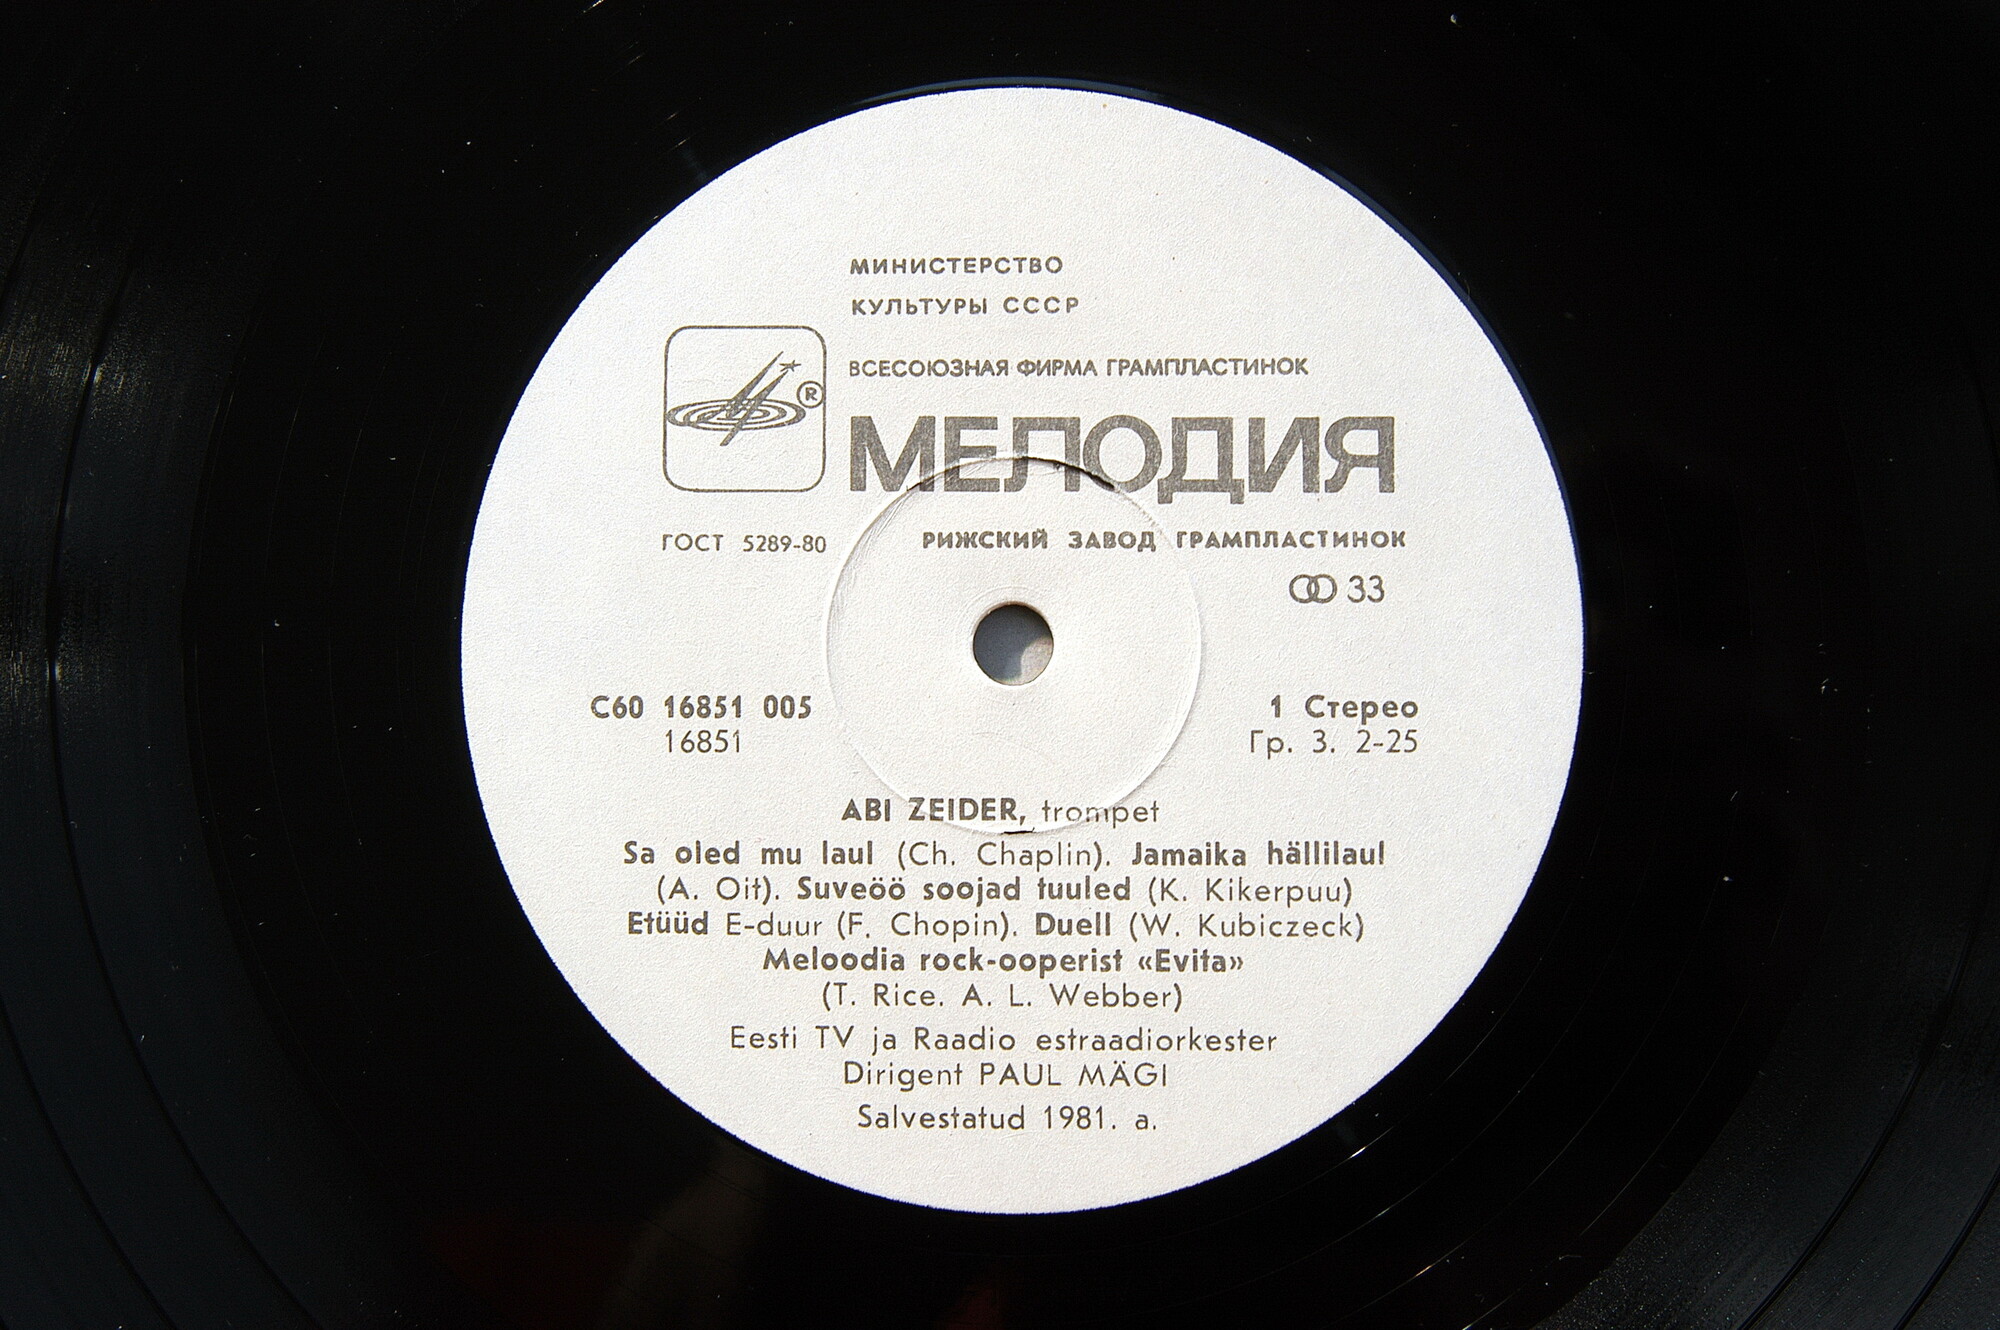 МИНИСТЕРСТВО
КУЛЬТУРЫ СССР
ВСЕСОЮЗНАЯ ФИРМА ГРАМПЛАСТИНОК
®
МЕЛОДИЯ
ГОСТ 5289-80
РИЖСКИЙ ЗАВОД ГРАМПЛАСТИНОК
33
С60 16851 005
1 Стерео
16851
Гр. 3. 2-25
ABI ZEIDER, trompet
Sa oled mu laul (Ch. Chaplin). Jamaika hällilaul
(A. Oit). Suveöö soojad tuuled (K. Kikerpuu)
Etüüd E-duur (F. Chopin). Duell (W. Kubiczeck)
Meloodia rock-ooperist «Evita»
(T. Rice. A. L. Webber)
Eesti TV ja Raadio estraadiorkester
Dirigent PAUL MÄGI
Salvestatud 1981. a.